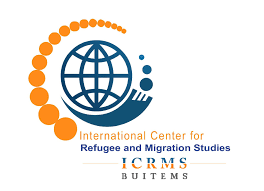 International Center for
Refugee and Migration Studies
ICRMS
BUITEMS